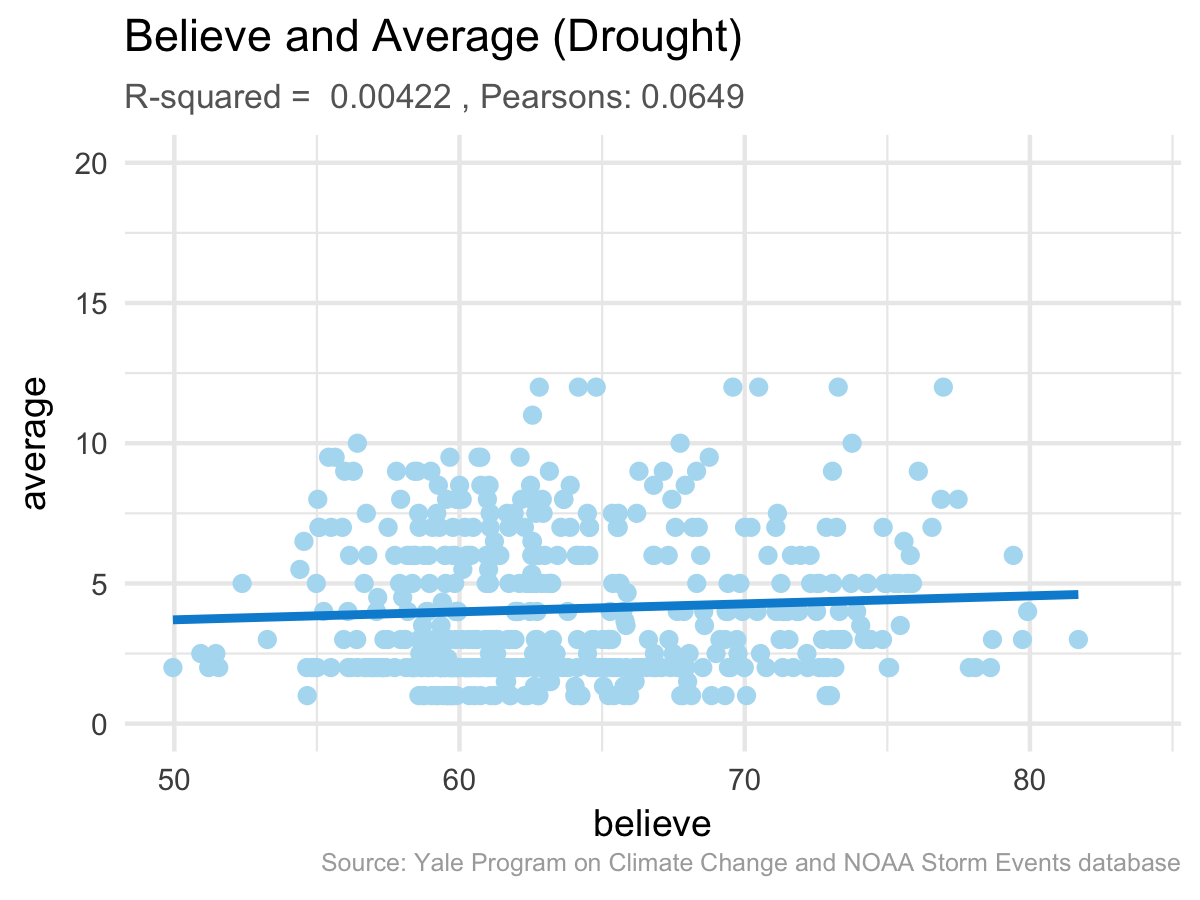 Believe and Average (Drought)
R-squared =  0.00422 , Pearsons: 0.0649
20
15
10
5
0
average
50
60
70
80
believe
Source: Yale Program on Climate Change and NOAA Storm Events database